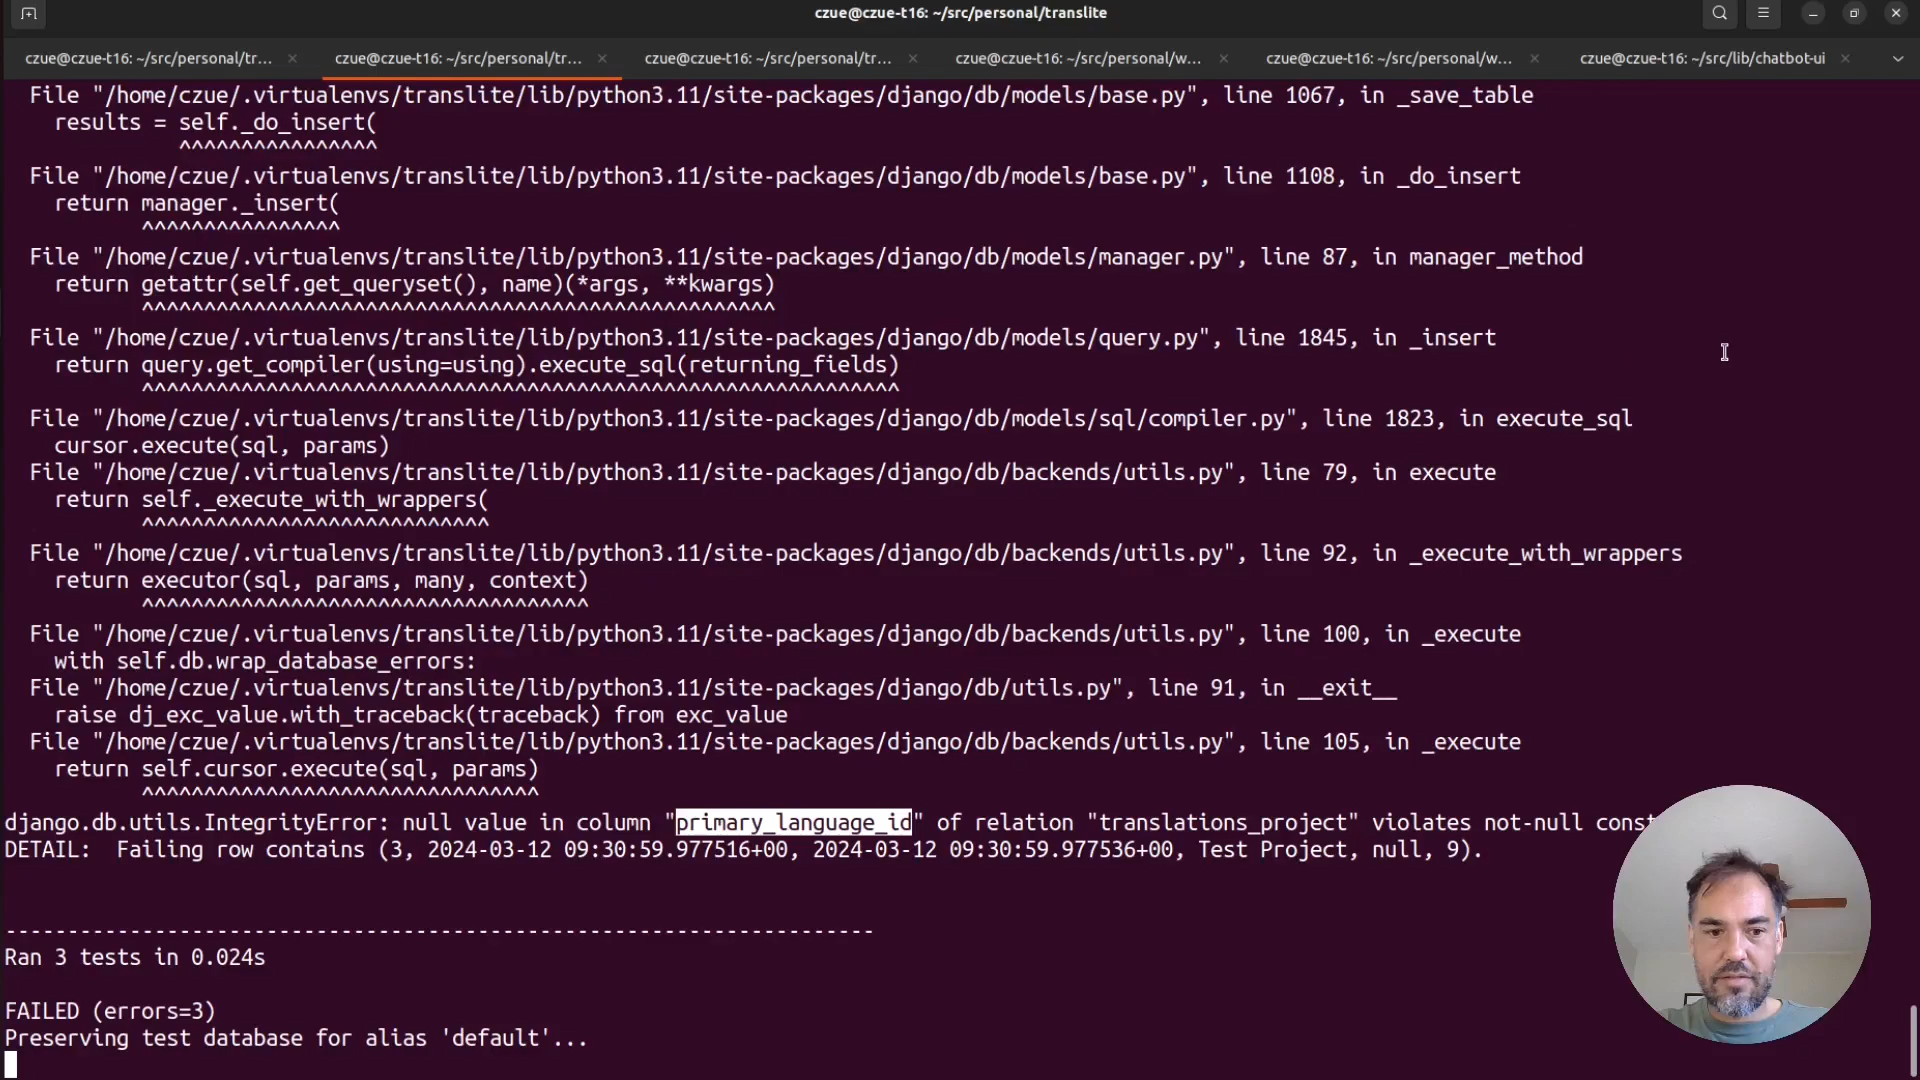 czue@czue-t16: ~/src/personal/translite
czue@czue-t16: ~/src/personal/tr...
czue@czue-t16: ~/src/personal/tr...
czue@czue-t16: ~/src/personal/tr...
czue@czue-t16: ~/src/personal/w...
czue@czue-t16: ~/src/personal/w...
czue@czue-t16: ~/src/lib/chatbot-ui
File "/home/czue/.virtualenvs/translite/lib/python3.11/site-packages/django/db/models/base.py", line 1067, in _save_table
results = self._do_insert(
^^^^^^^^^^^^^^^^
File "/home/czue/.virtualenvs/translite/lib/python3.11/site-packages/django/db/models/base.py", line 1108, in _do_insert
return manager._insert(
^^^^^^^^^^^^^^^^
File "/home/czue/.virtualenvs/translite/lib/python3.11/site-packages/django/db/models/manager.py", line 87, in manager_method
return getattr(self.get_queryset(), name)(*args, **kwargs)
^^^^^^^^^^^^^^^^^^^^^^^^^^^^^^^^^^^^^^^^^^^^^^^^^^^
File "/home/czue/.virtualenvs/translite/lib/python3.11/site-packages/django/db/models/query.py", line 1845, in _insert
return query.get_compiler(using=using).execute_sql(returning_fields)
^^^^^^^^^^^^^^^^^^^^^^^^^^^^^^^^^^^^^^^^^^^^^^^^^^^^^^^^^^^^^
File "/home/czue/.virtualenvs/translite/lib/python3.11/site-packages/django/db/models/sql/compiler.py", line 1823, in execute_sql
cursor.execute(sql, params)
File "/home/czue/.virtualenvs/translite/lib/python3.11/site-packages/django/db/backends/utils.py", line 79, in execute
return self._execute_with_wrappers(
^^^^^^^^^^^^^^^^^^^^^^^^^^^^
File "/home/czue/.virtualenvs/translite/lib/python3.11/site-packages/django/db/backends/utils.py", line 92, in _execute_with_wrappers
return executor(sql, params, many, context)
^^^^^^^^^^^^^^^^^^^^^^^^^^^^^^^^^^^^
File "/home/czue/.virtualenvs/translite/lib/python3.11/site-packages/django/db/backends/utils.py", line 100, in _execute
with self.db.wrap_database_errors:
File "/home/czue/.virtualenvs/translite/lib/python3.11/site-packages/django/db/utils.py", line 91, in __exit__
raise dj_exc_value.with_traceback(traceback) from exc_value
File "/home/czue/.virtualenvs/translite/lib/python3.11/site-packages/django/db/backends/utils.py", line 105, in _execute
return self.cursor.execute(sql, params)
^^^^^^^^^^^^^^^^^^^^^^^^^^^^^^^^
django.db.utils.IntegrityError: null value in column "primary_language_id" of relation "translations_project" violates not-null const
DETAIL:  Failing row contains (3, 2024-03-12 09:30:59.977516+00, 2024-03-12 09:30:59.977536+00, Test Project, null, 9).
----------------------------------------------------------------------
Ran 3 tests in 0.024s
FAILED (errors=3)
Preserving test database for alias 'default'...